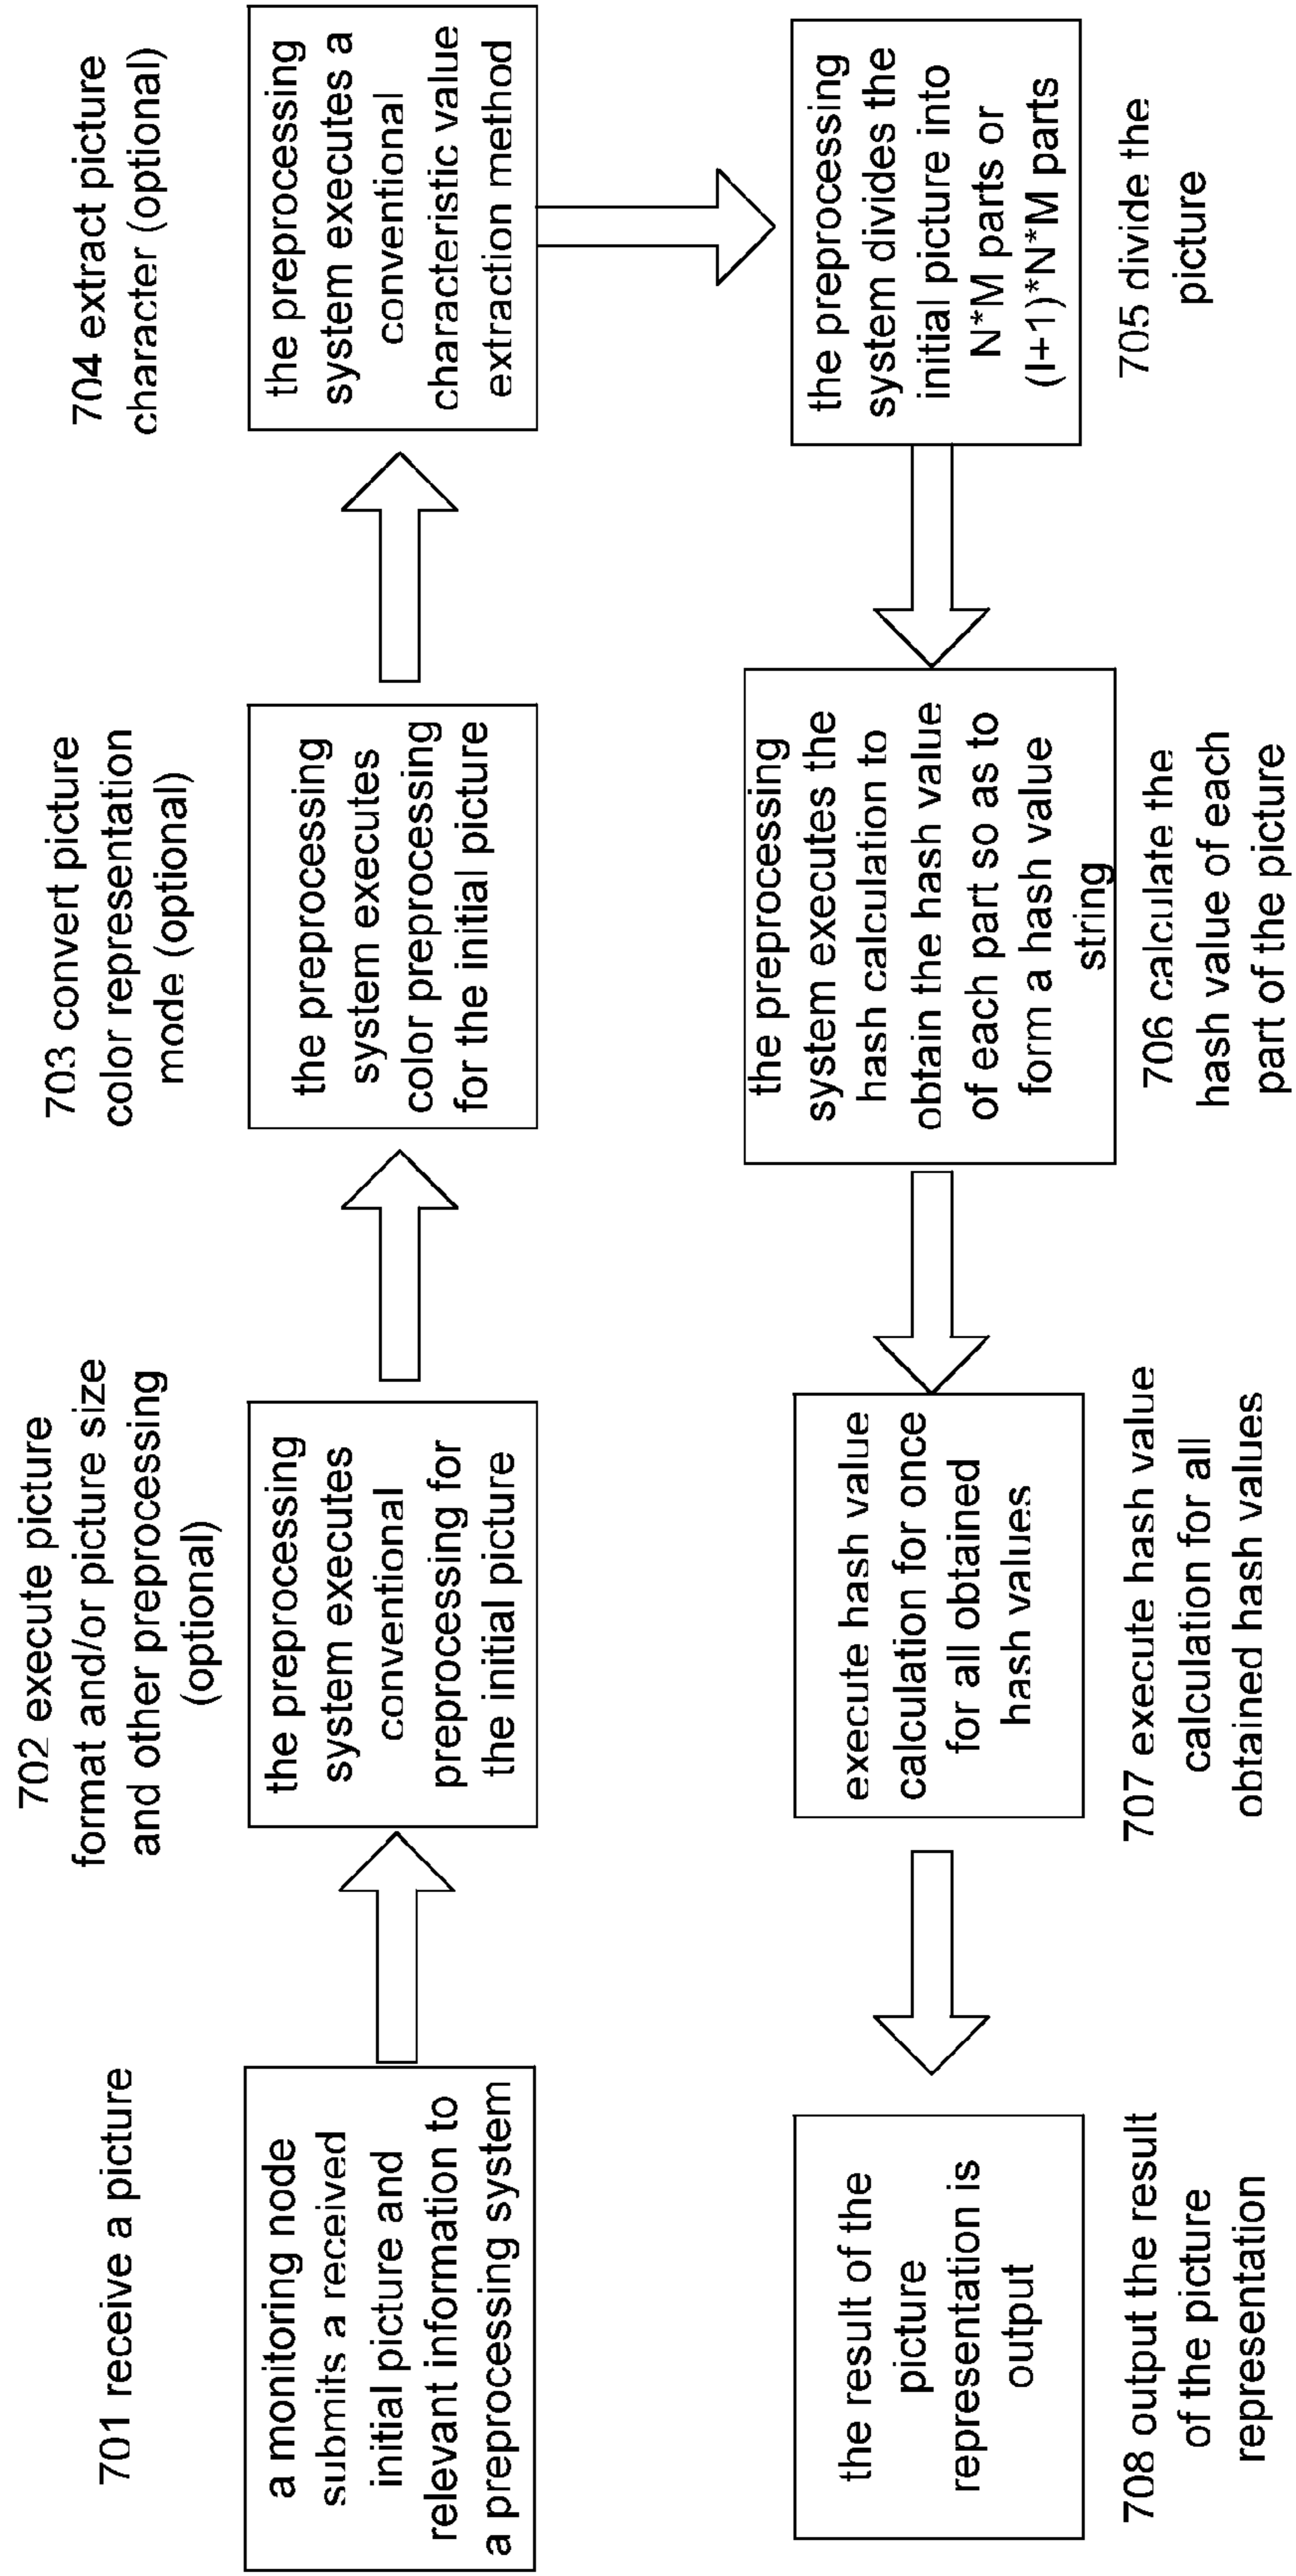 701 receive a picture
a monitoring node
submits a received
initial picture and
relevant information to
a preprocessing system
702 execute picture
format and/or picture size
and other preprocessing
(optional)
the preprocessing
system executes
conventional
preprocessing for
the initial picture
703 convert picture
color representation
mode (optional)
the preprocessing
system executes
color preprocessing
for the initial picture
704 extract picture
character (optional)
the preprocessing
system executes a
conventional
characteristic value
extraction method
the preprocessing
system divides the
initial picture into
N*M parts or
(I+1)*N*M parts
705 divide the
picture
the preprocessing
system executes the
hash calculation to
obtain the hash value
of each part so as to
form a hash value
string
706 calculate the
hash value of each
part of the picture
execute hash value
calculation for once
for all obtained
hash values
707 execute hash value
calculation for all
obtained hash values
the result of the
picture
representation is
output
708 output the result
of the picture
representation